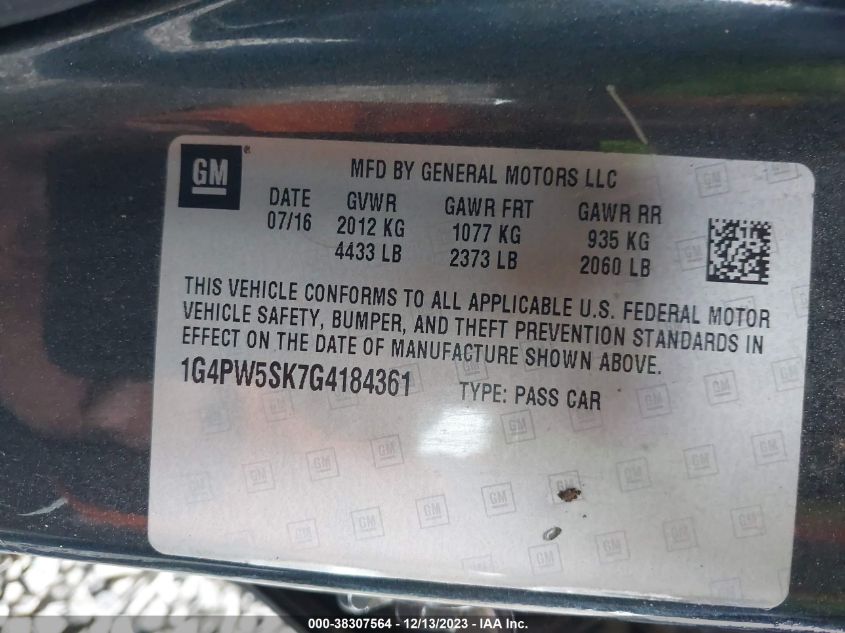 GM®
MFD BY GENERAL MOTORS LLC
DATE GVWR GAWR FRT GAWR RR
07/16 2012 KG 1077 KG 935 KG
4433 LB 2373 LB 2060 LB
THIS VEHICLE CONFORMS TO ALL APPLICABLE U.S. FEDERAL MOTOR
VEHICLE SAFETY, BUMPER, AND THEFT PREVENTION STANDARDS IN
EFFECT ON THE DATE OF MANUFACTURE SHOWN ABOVE.
1G4PW5SK7G4184361 TYPE: PASS CAR
000-38307564 - 12/13/2023 - IAA Inc.